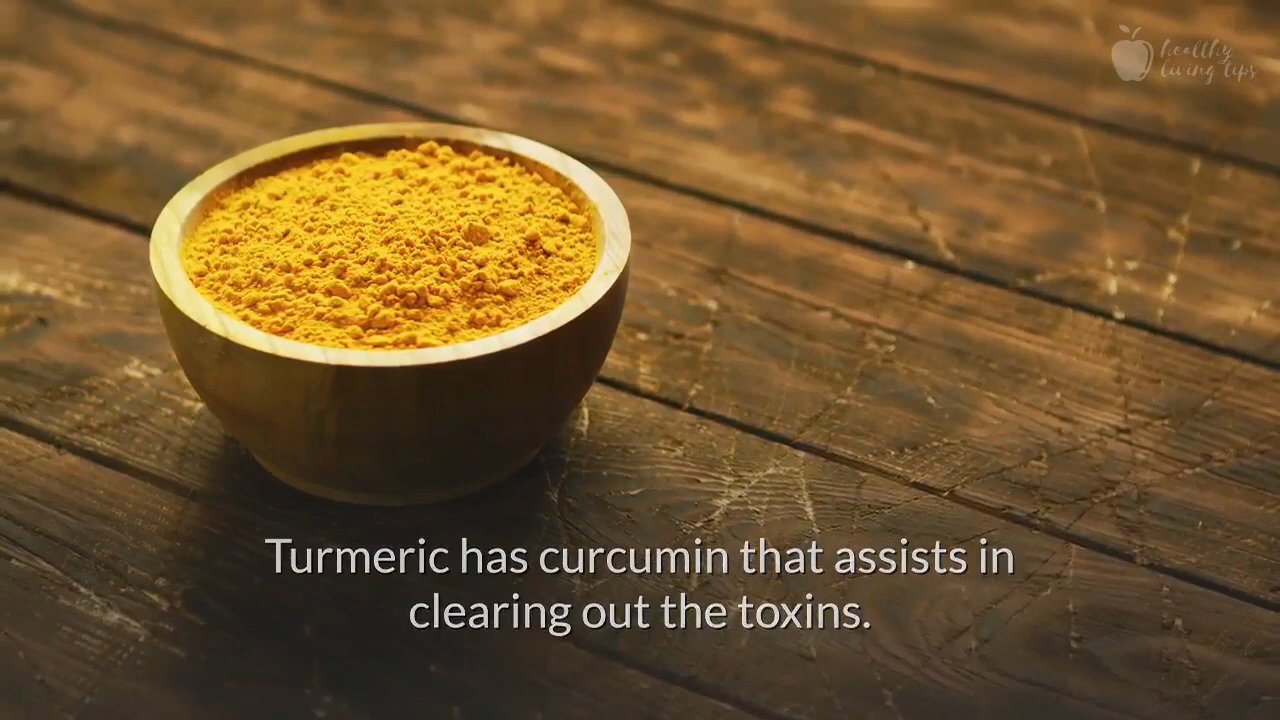 healthy
living tips
Turmeric has curcumin that assists in
clearing out the toxins.